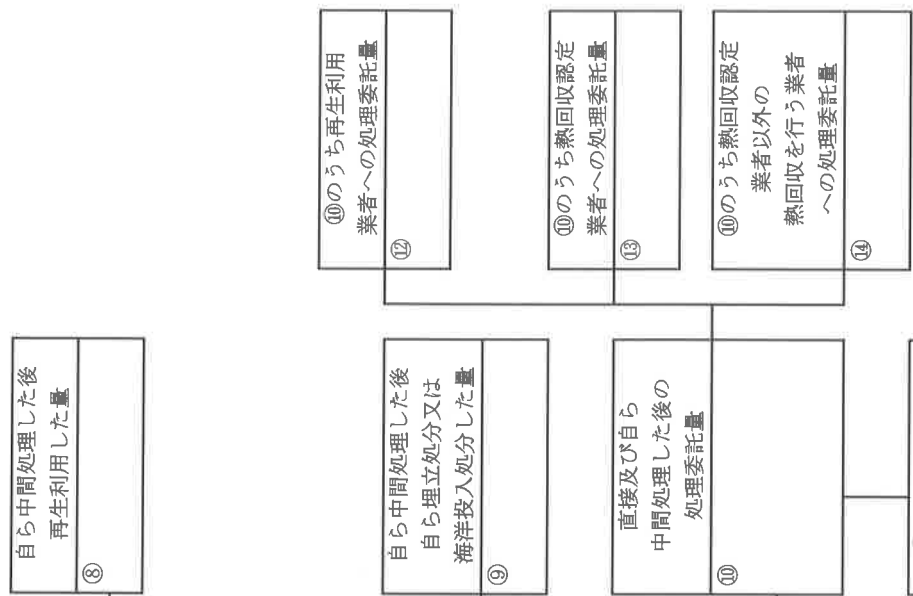 自ら中間処理した後
再生利用した量
⑧
自ら中間処理した後
自ら埋立処分又は
海洋投入処分した量
⑨
直接及び自ら
中間処理した後の
処理委託量
⑩
⑩のうち再生利用
業者への処理委託量
⑫
⑩のうち熱回収認定
業者への処理委託量
⑬
⑩のうち熱回収認定
業者以外の
熱回収を行う業者
への処理委託量
⑭